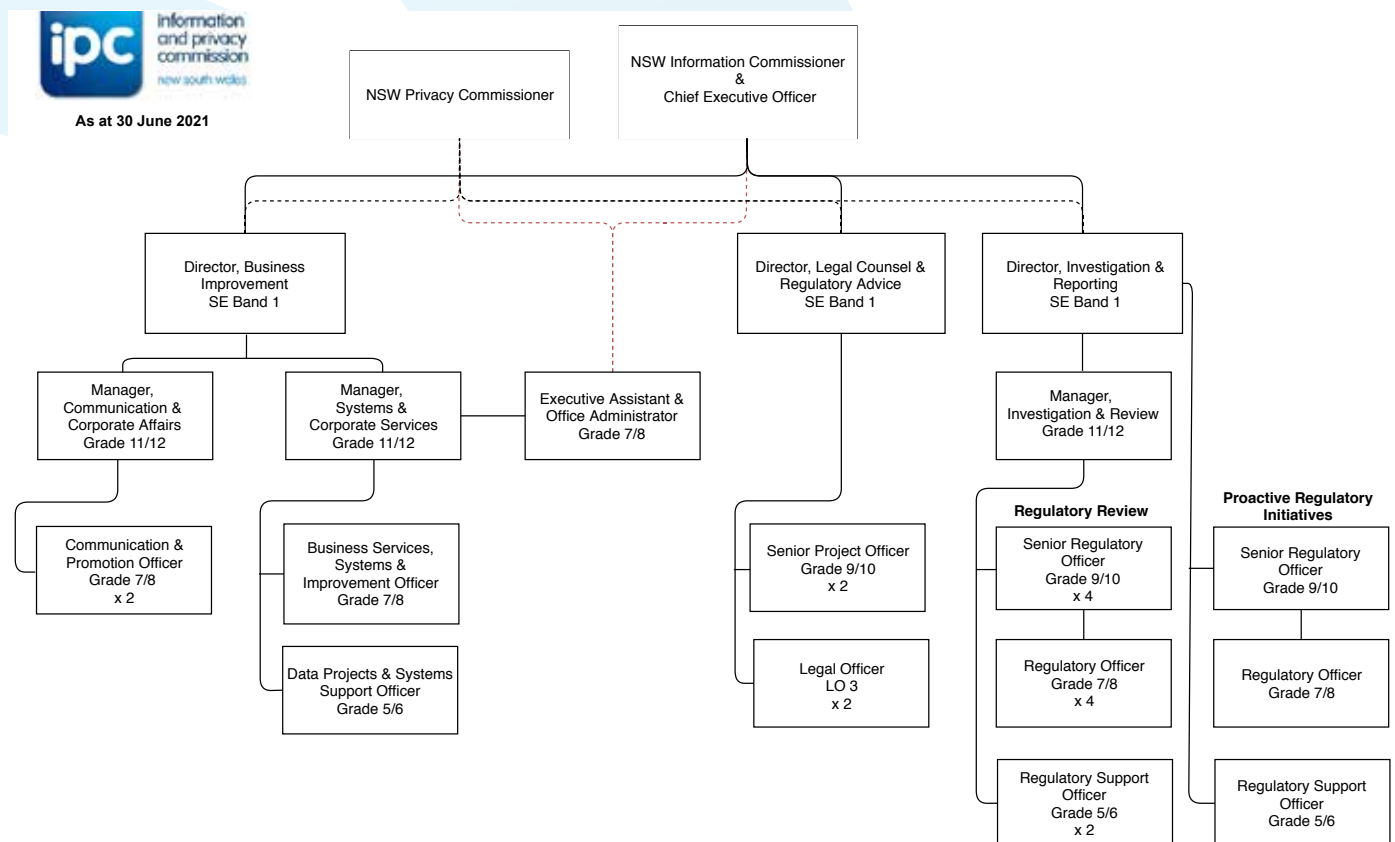 ipc
information
and privacy
commission
new south wales
As at 30 June 2021
NSW Privacy Commissioner
NSW Information Commissioner
&
Chief Executive Officer
Director, Business
Improvement
SE Band 1
Director, Legal Counsel &
Regulatory Advice
SE Band 1
Director, Investigation &
Reporting
SE Band 1
Manager,
Communication &
Corporate Affairs
Grade 11/12
Manager,
Systems &
Corporate Services
Grade 11/12
Executive Assistant &
Office Administrator
Grade 7/8
Manager,
Investigation & Review
Grade 11/12
Communication &
Promotion Officer
Grade 7/8
x 2
Business Services,
Systems &
Improvement Officer
Grade 7/8
Data Projects & Systems
Support Officer
Grade 5/6
Senior Project Officer
Grade 9/10
x 2
Legal Officer
LO 3
x 2
Regulatory Review
Senior Regulatory
Officer
Grade 9/10
x 4
Regulatory Officer
Grade 7/8
x 4
Regulatory Support
Officer
Grade 5/6
x 2
Proactive Regulatory
Initiatives
Senior Regulatory
Officer
Grade 9/10
Regulatory Officer
Grade 7/8
Regulatory Support
Officer
Grade 5/6